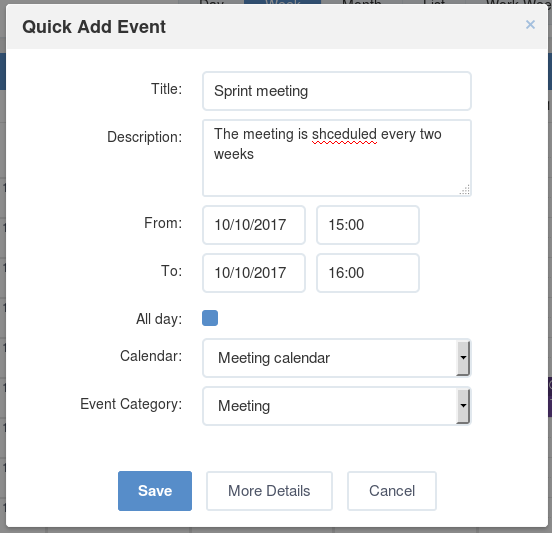 Day Week Month List Work Week
Quick Add Event ×
Title: Sprint meeting
Description: The meeting is shceduled every two
weeks
From: 10/10/2017 15:00
To: 10/10/2017 16:00
All day:
Calendar: Meeting calendar
Event Category: Meeting
Save More Details Cancel